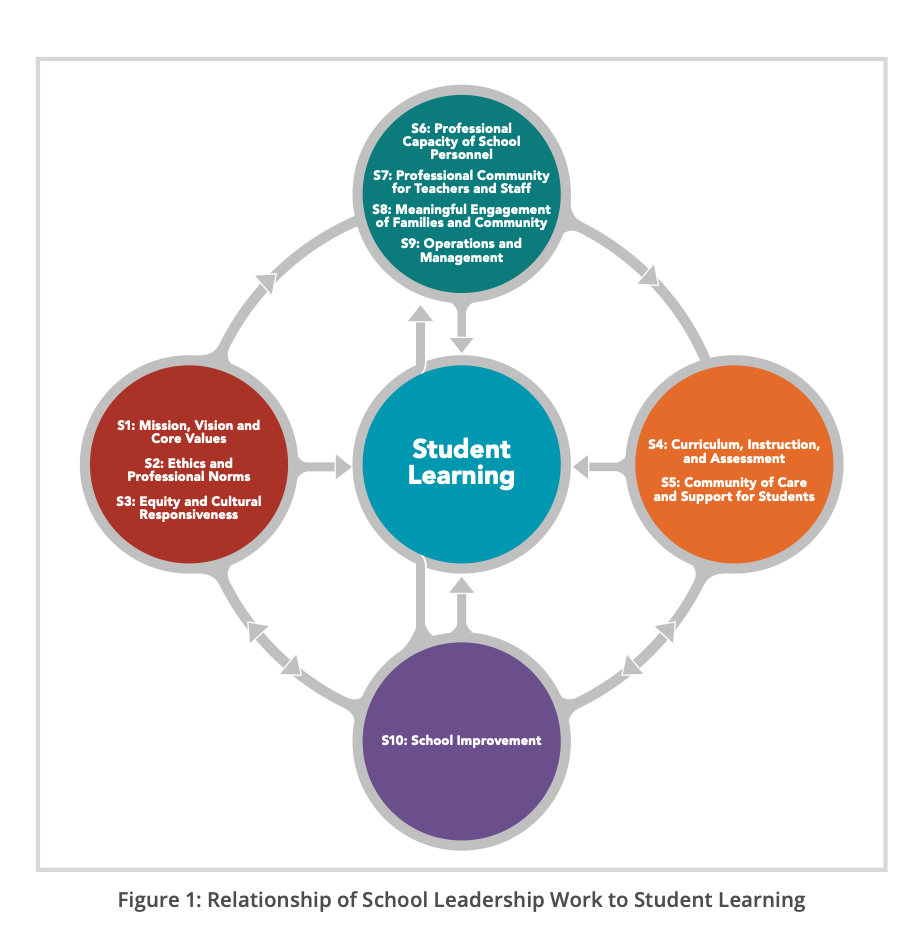 S6: Professional
Capacity of School
Personnel
S7: Professional Community
for Teachers and Staff
S8: Meaningful Engagement
of Families and Community
S9: Operations and
Management
S1: Mission, Vision and
Core Values
S2: Ethics and
Professional Norms
S3: Equity and Cultural
Responsiveness
Student
Learning
S4: Curriculum, Instruction,
and Assessment
S5: Community of Care
and Support for Students
S10: School Improvement
Figure 1: Relationship of School Leadership Work to Student Learning